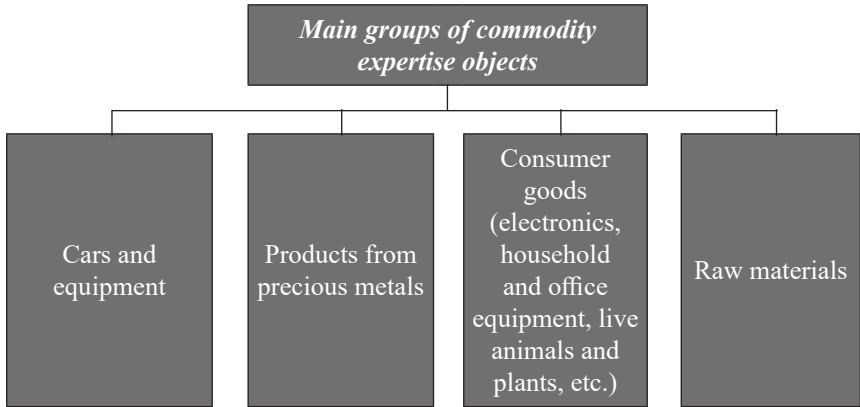 Main groups of commodity
expertise objects
Cars and
equipment
Products from
precious metals
Consumer
goods
(electronics,
household
and office
equipment, live
animals and
plants, etc.)
Raw materials